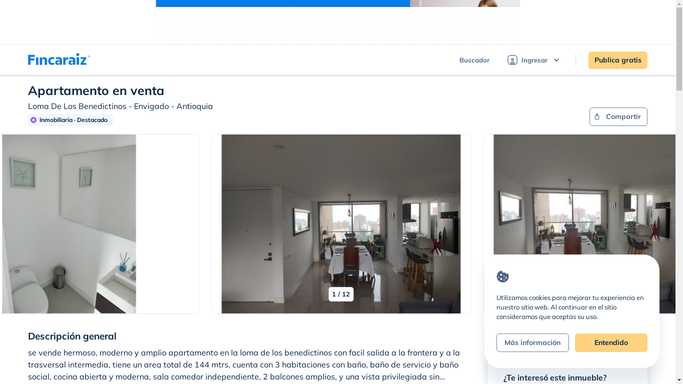 Fincaraiz
Buscador
Ingresar
Publica gratis
Apartamento en venta
Loma De Los Benedictinos - Envigado - Antioquia
Inmobiliaria · Destacado
Compartir
1 / 12
Utilizamos cookies para mejorar tu experiencia en
nuestro sitio web. Al continuar en el sitio
consideramos que aceptas su uso.
Más información
Entendido
Descripción general
se vende hermoso, moderno y amplio apartamento en la loma de los benedictinos con facil salida a la frontera y a la
trasversal intermedia, tiene un area total de 144 mtrs, cuenta con 3 habitaciones con baño, baño de servicio y baño
social, cocina abierta y moderna, sala comedor independiente, 2 balcones amplios, y una vista privilegiada sin...
¿Te interesó este inmueble?